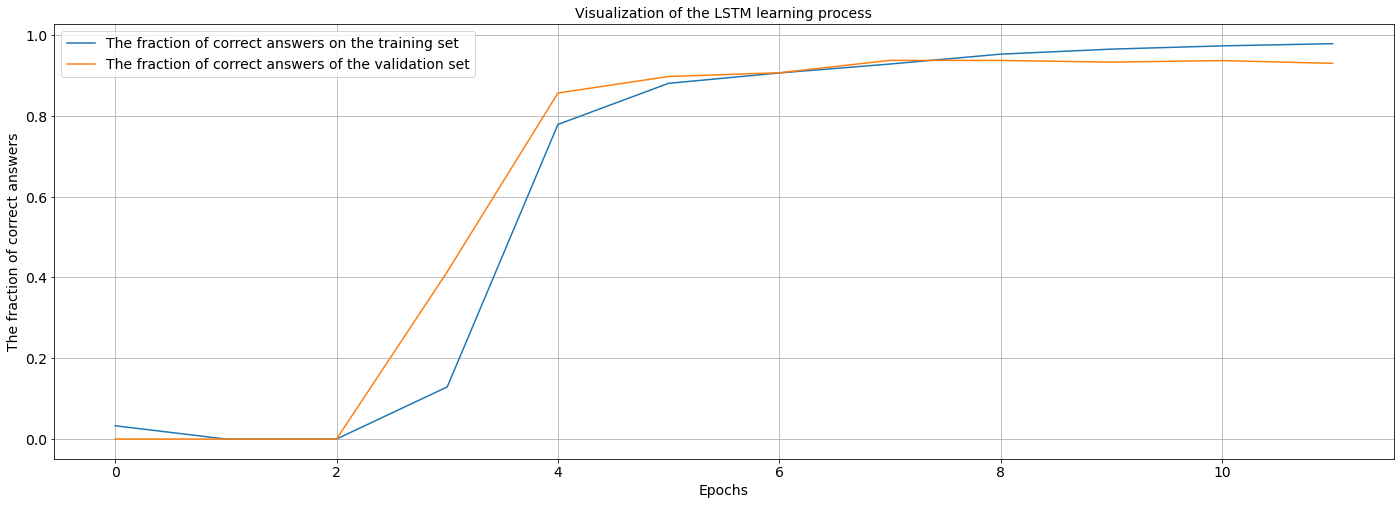 Visualization of the LSTM learning process
The fraction of correct answers on the training set
The fraction of correct answers of the validation set
The fraction of correct answers
1.0
0.8
0.6
0.4
0.2
0.0
0 2 4 6 8 10
Epochs